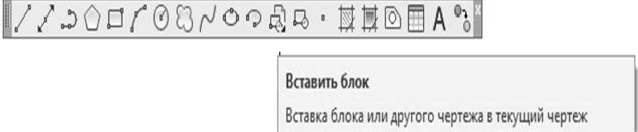 A
Вставить блок
Вставка блока или другого чертежа в текущий чертеж